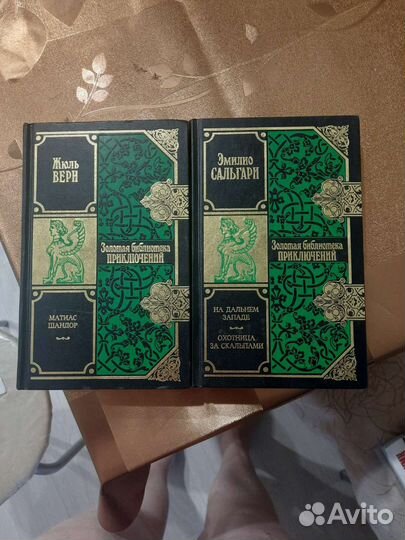 Жюль
ВЕРН
Золотая библиотека
ПРИКЛЮЧЕНИЙ
МАТИАС
ШАНДОР
Эмилио
САЛЬГАРИ
Золотая библиотека
ПРИКЛЮЧЕНИЙ
НА ДАЛЬНЕМ
ЗАПАДЕ
ОХОТНИЦА
ЗА СКАЛЬПАМИ
Avito